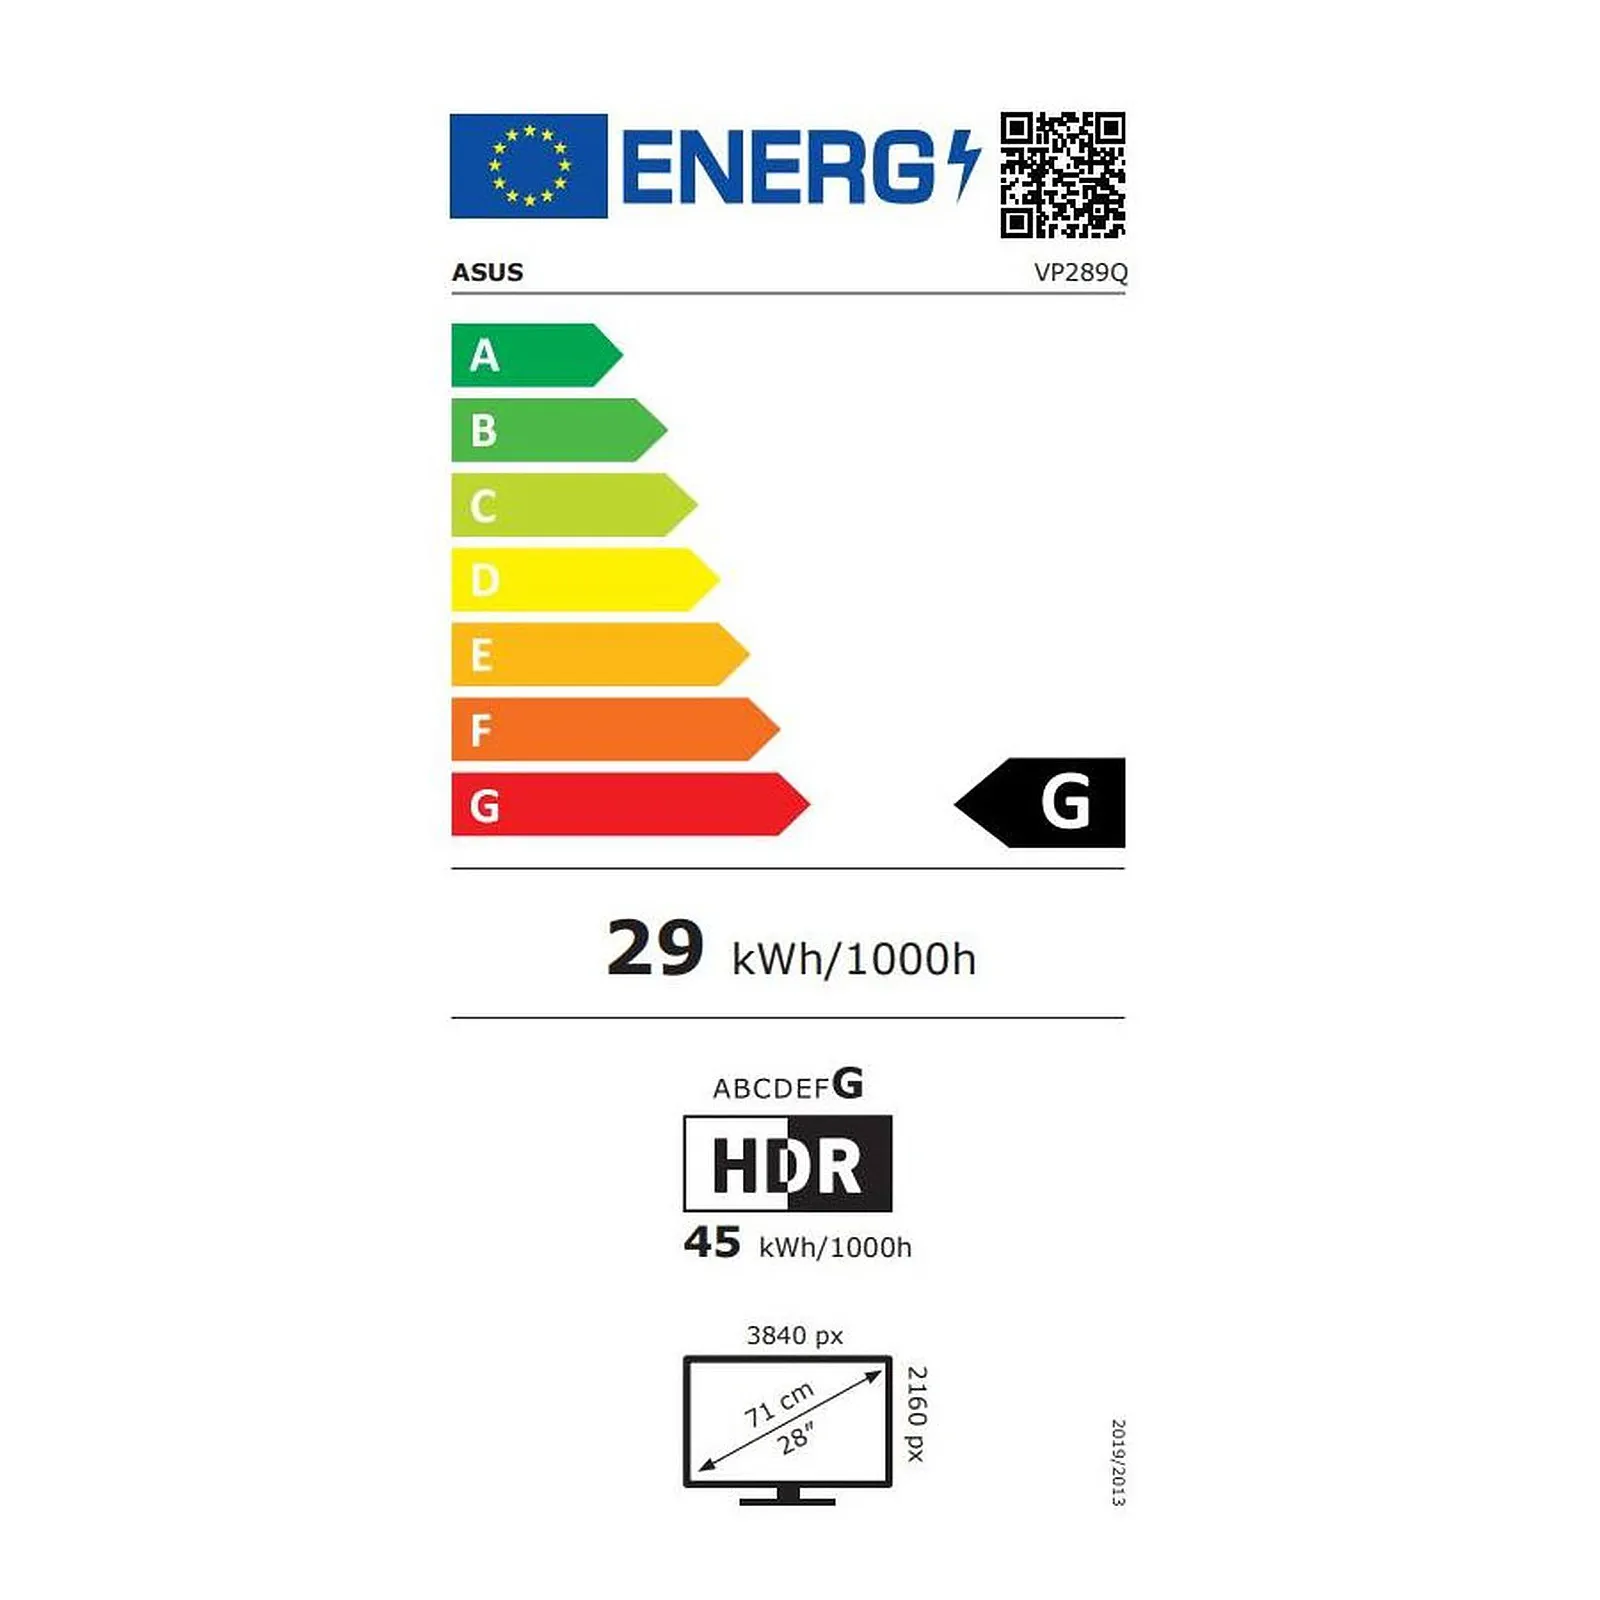 ENERG
ASUS
VP289Q
A
B
C
D
E
F
G
G
29 kWh/1000h
ABCDEFG
HDR
45 kWh/1000h
3840 px
71 cm
28"
2160 px
2019/2013